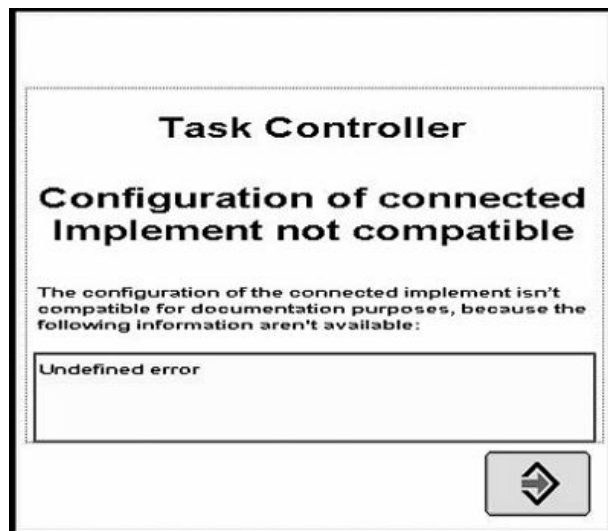 Task Controller
Configuration of connected
Implement not compatible
The configuration of the connected implement isn't
compatible for documentation purposes, because the
following information aren't available:
Undefined error